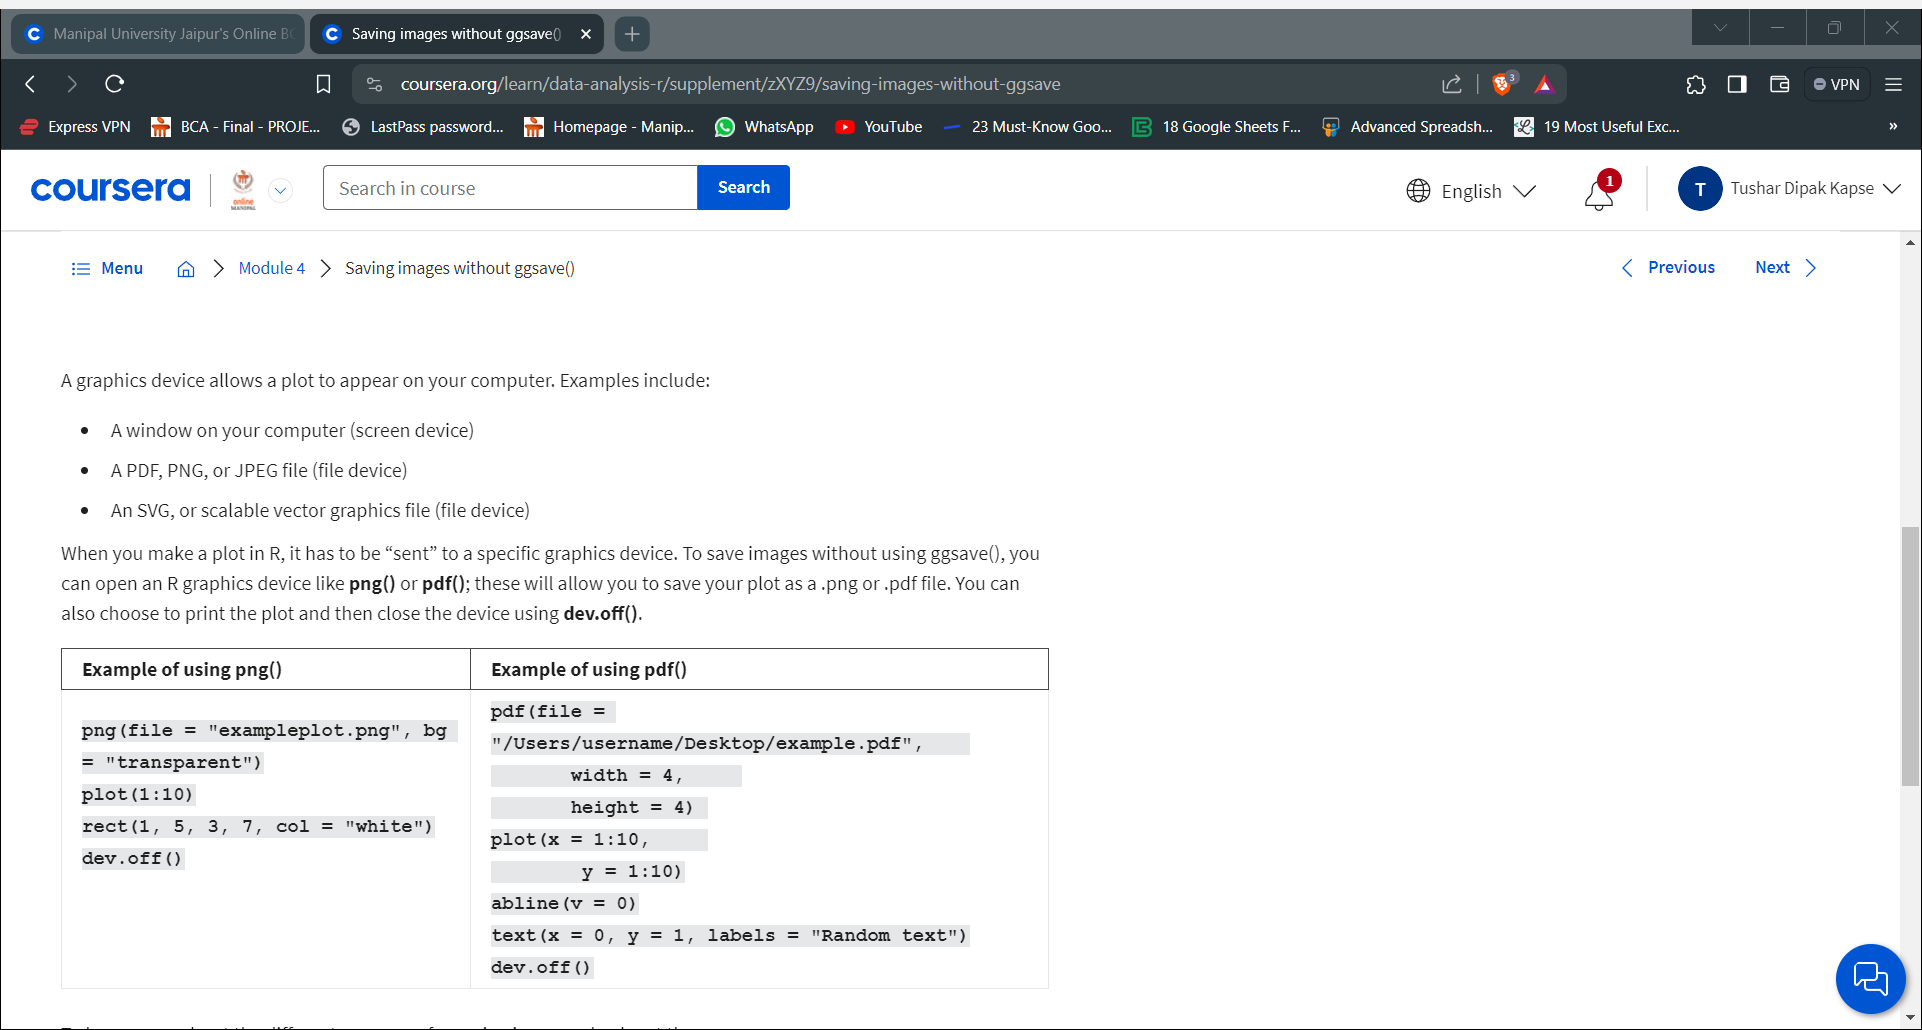 Manipal University Jaipur's Online BC
Saving images without ggsave()
coursera.org/learn/data-analysis-r/supplement/zXYZ9/saving-images-without-ggsave
3
VPN
Express VPN
BCA - Final - PROJE...
LastPass password...
Homepage - Manip...
WhatsApp
YouTube
23 Must-Know Goo...
18 Google Sheets F...
Advanced Spreadsh...
19 Most Useful Exc...
»
coursera
online
MANIPAL
Search in course
Search
English
1
T
Tushar Dipak Kapse
Menu
Module 4
Saving images without ggsave()
Previous
Next
A graphics device allows a plot to appear on your computer. Examples include:
• A window on your computer (screen device)
• A PDF, PNG, or JPEG file (file device)
• An SVG, or scalable vector graphics file (file device)
When you make a plot in R, it has to be “sent” to a specific graphics device. To save images without using ggsave(), you
can open an R graphics device like png() or pdf(); these will allow you to save your plot as a .png or .pdf file. You can
also choose to print the plot and then close the device using dev.off().
Example of using png()
Example of using pdf()
png(file = "exampleplot.png", bg
= "transparent")
plot(1:10)
rect(1, 5, 3, 7, col = "white")
dev.off()
pdf(file =
"/Users/username/Desktop/example.pdf",
width = 4,
height = 4)
plot(x = 1:10,
y = 1:10)
abline(v = 0)
text(x = 0, y = 1, labels = "Random text")
dev.off()